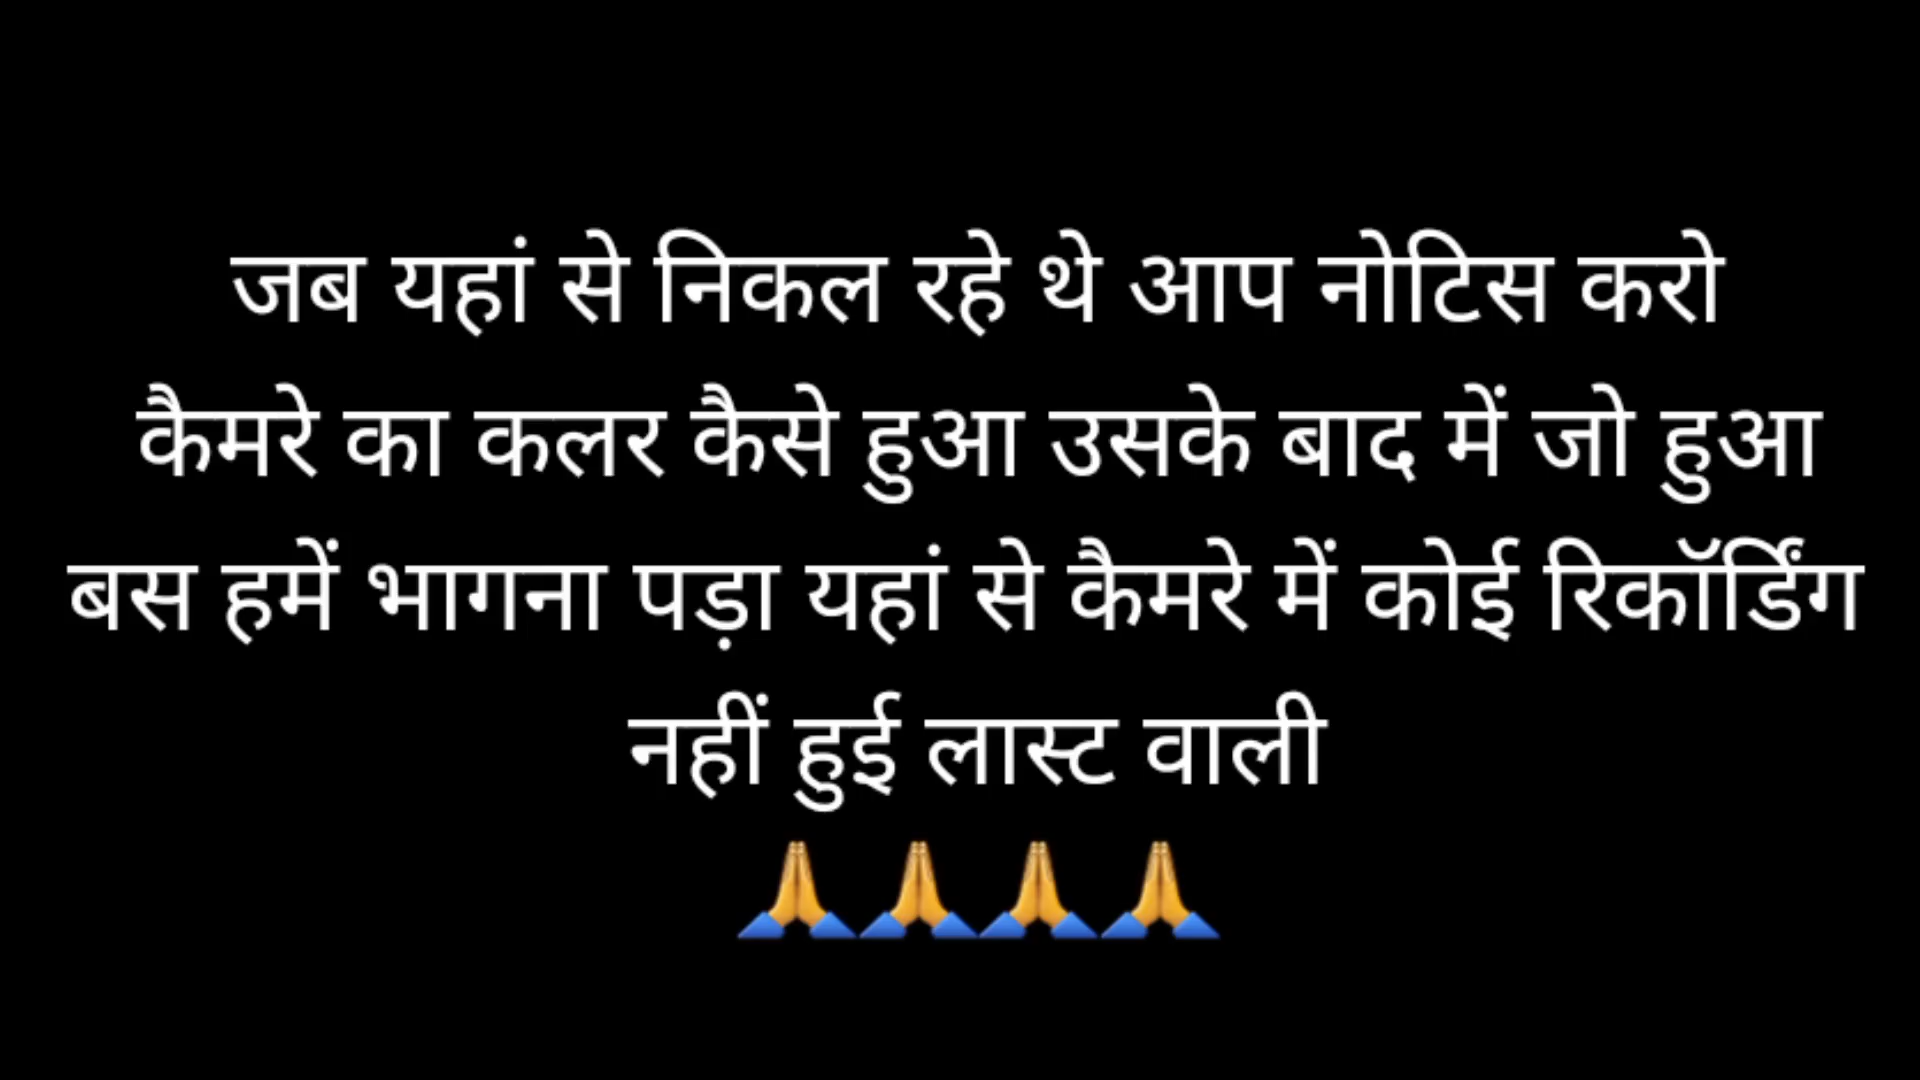 जब यहां से निकल रहे थे आप नोटिस करो
कैमरे का कलर कैसे हुआ उसके बाद में जो हुआ
बस हमें भागना पड़ा यहां से कैमरे में कोई रिकॉर्डिंग
नहीं हुई लास्ट वाली
🙏🙏🙏🙏